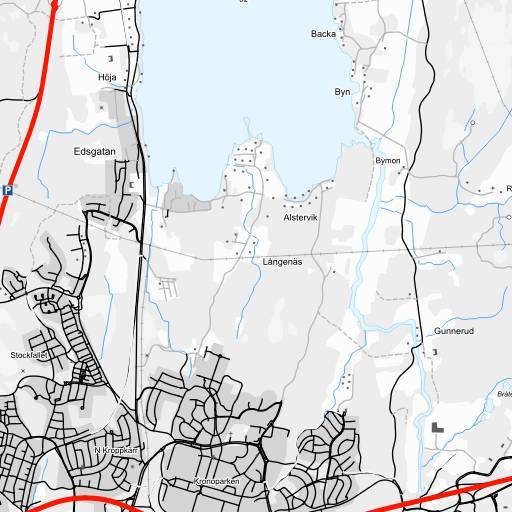 Backa
Höja
Byn
Edsgatan
Bymon
P
Alstervik
Långenäs
Gunnerud
Stockfallet
N Kroppkärr
Kronoparken